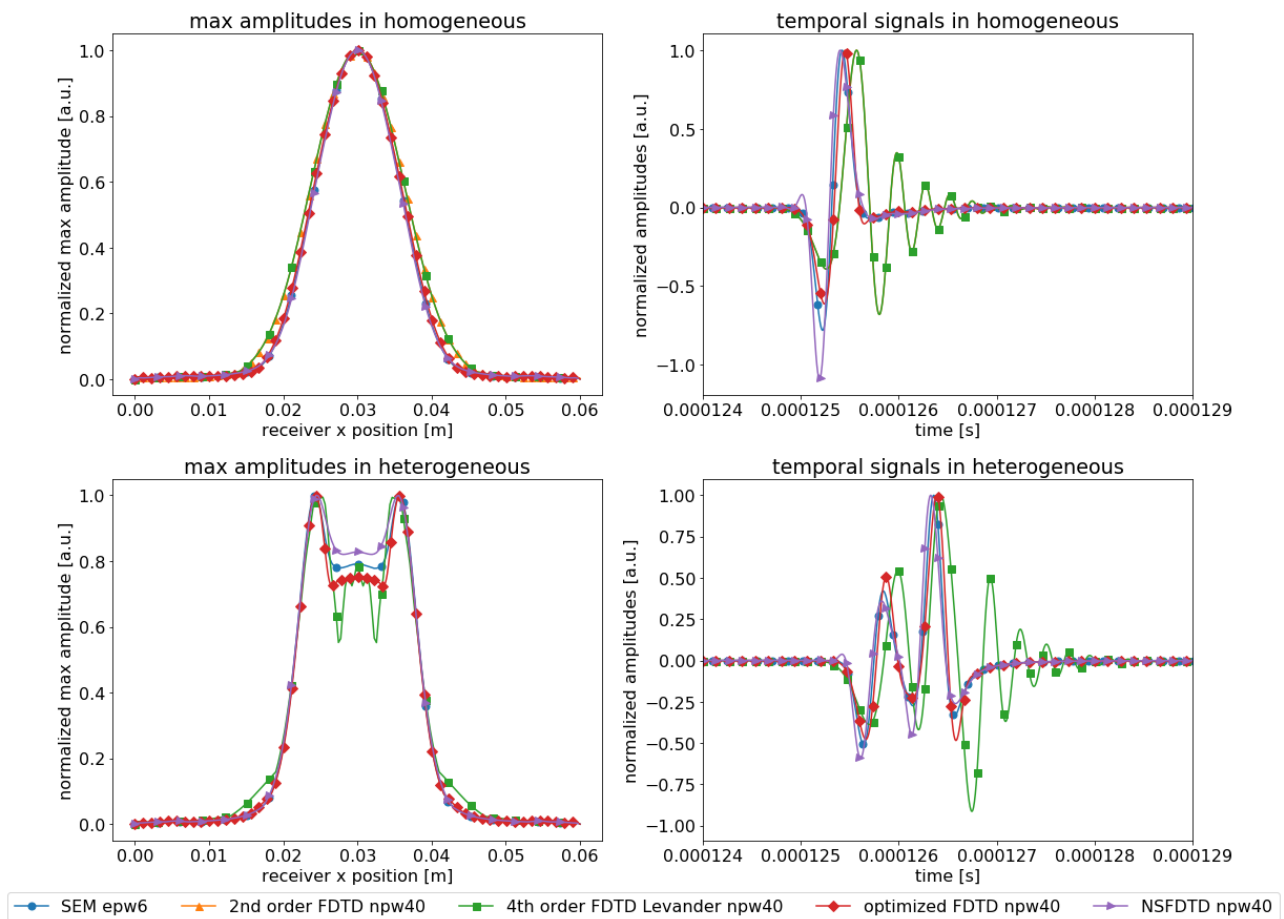 max amplitudes in homogeneous
normalized max amplitude [a.u.]
1.0
0.8
0.6
0.4
0.2
0.0
0.00 0.01 0.02 0.03 0.04 0.05 0.06
receiver x position [m]
temporal signals in homogeneous
normalized amplitudes [a.u.]
1.0
0.5
0.0
−0.5
−1.0
0.000124 0.000125 0.000126 0.000127 0.000128 0.000129
time [s]
max amplitudes in heterogeneous
normalized max amplitude [a.u.]
1.0
0.8
0.6
0.4
0.2
0.0
0.00 0.01 0.02 0.03 0.04 0.05 0.06
receiver x position [m]
temporal signals in heterogeneous
normalized amplitudes [a.u.]
1.00
0.75
0.50
0.25
0.00
−0.25
−0.50
−0.75
−1.00
0.000124 0.000125 0.000126 0.000127 0.000128 0.000129
time [s]
SEM epw6 2nd order FDTD npw40 4th order FDTD Levander npw40 optimized FDTD npw40 NSFDTD npw40